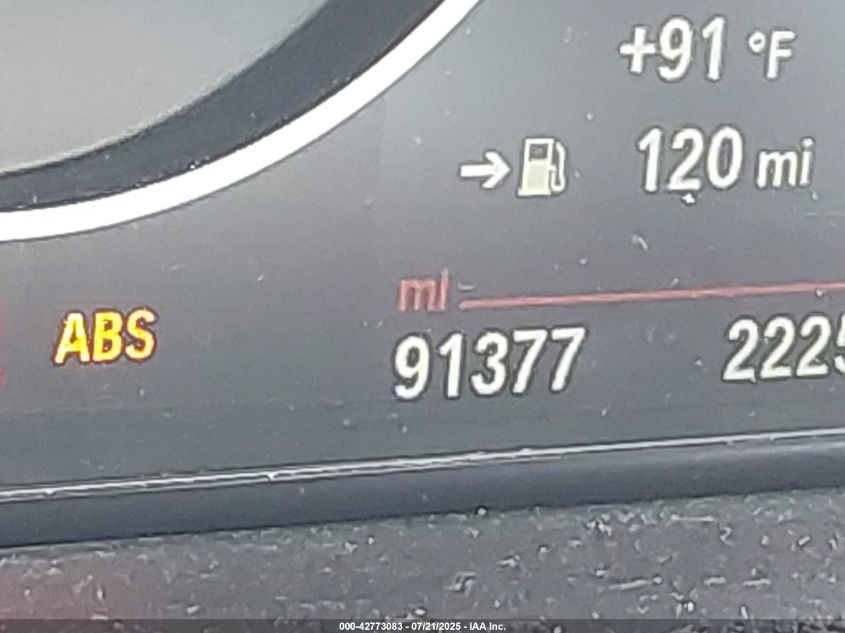 +91 °F
120 mi
mi
91377 2225
ABS
000-42773083 - 07/21/2025 - IAA Inc.